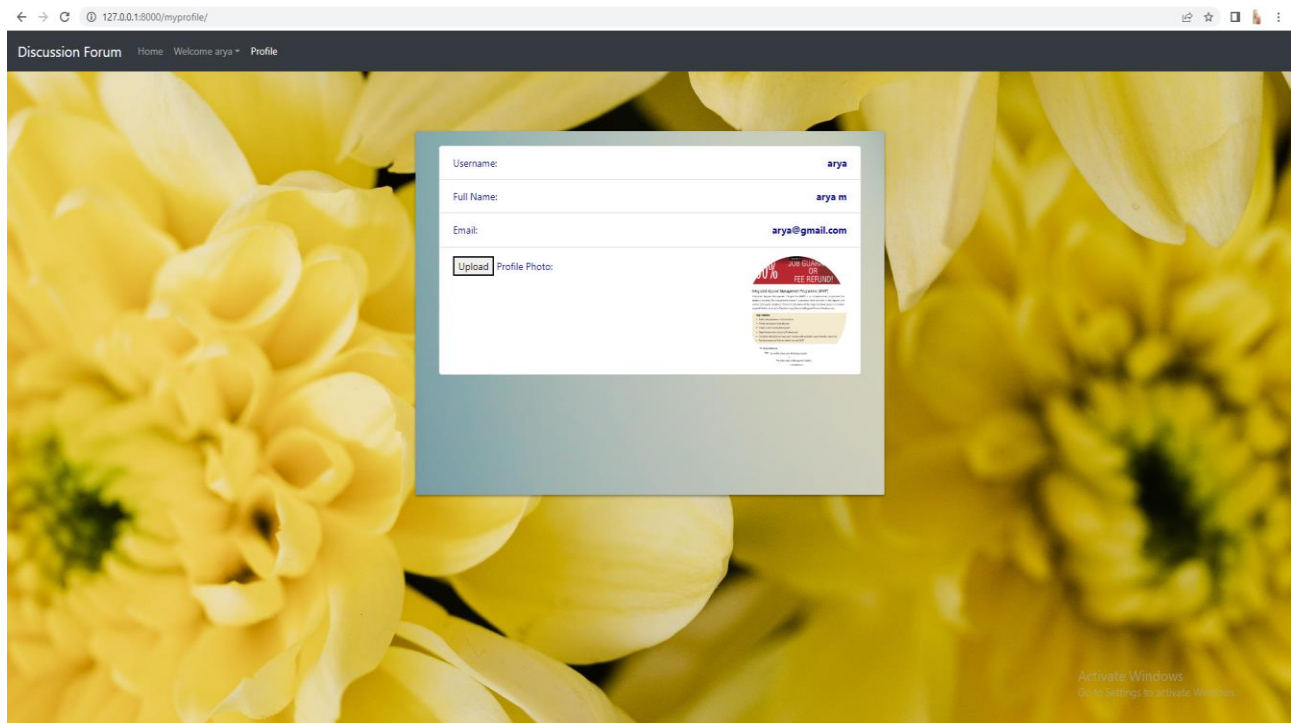 127.0.0.1:8000/myprofile/
Discussion Forum Home Welcome arya Profile
Username: arya
Full Name: arya m
Email: arya@gmail.com
Upload Profile Photo:
JOB
OR
FEE REFUND!
Activate Windows
Go to Settings to activate Windows.